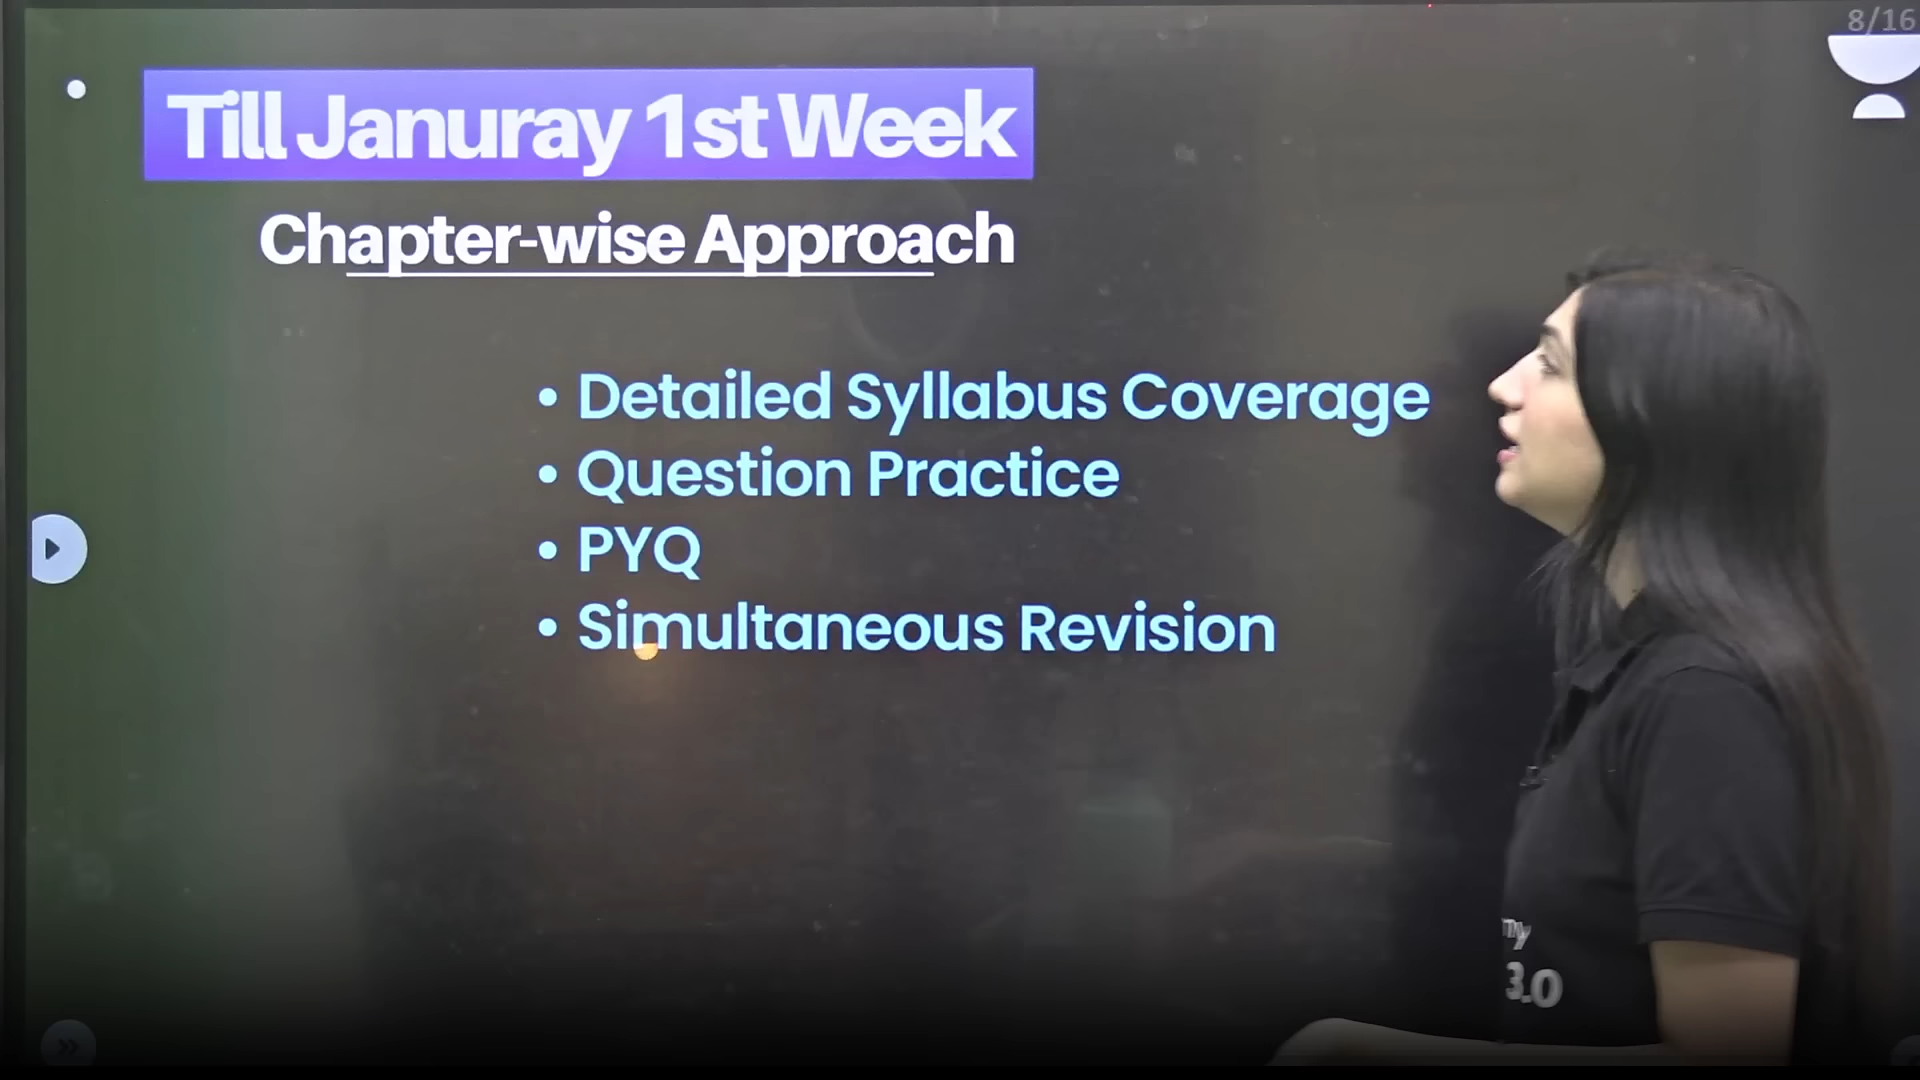 8/16
Till Januray 1st Week
Chapter-wise Approach
• Detailed Syllabus Coverage
• Question Practice
• PYQ
• Simultaneous Revision
my
3.0